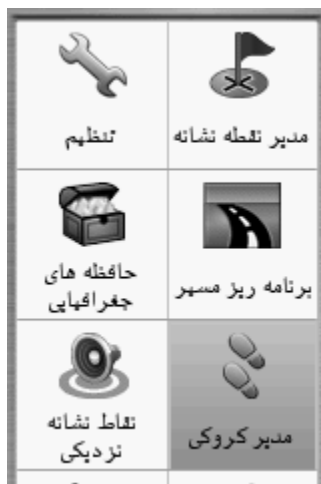 مدیر نقطه نشانه
تنظیم
برنامه ریز مسیر
حافظه های
جغرافیایی
مدیر کروکی
نقاط نشانه
نزدیکی